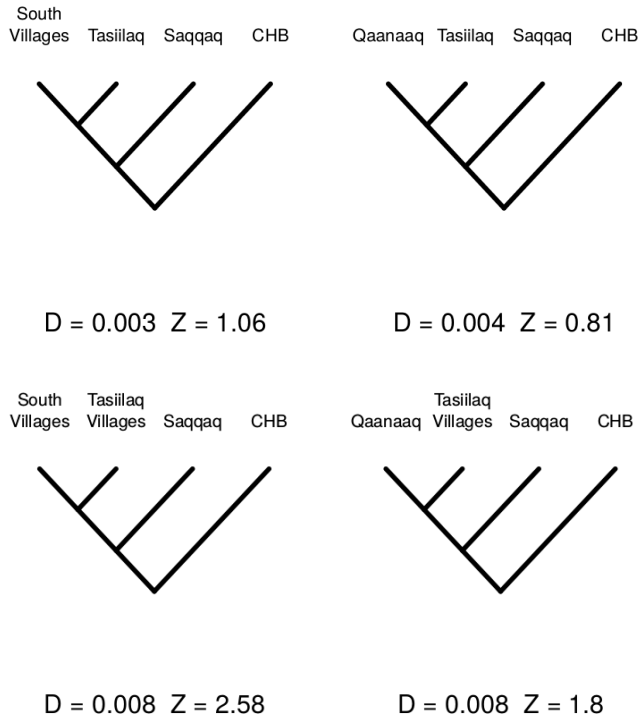 South
Villages Tasiilaq Saqqaq CHB
D = 0.003 Z = 1.06
Qaanaaq Tasiilaq Saqqaq CHB
D = 0.004 Z = 0.81
South Tasiilaq
Villages Villages Saqqaq CHB
D = 0.008 Z = 2.58
Tasiilaq
Qaanaaq Villages Saqqaq CHB
D = 0.008 Z = 1.8